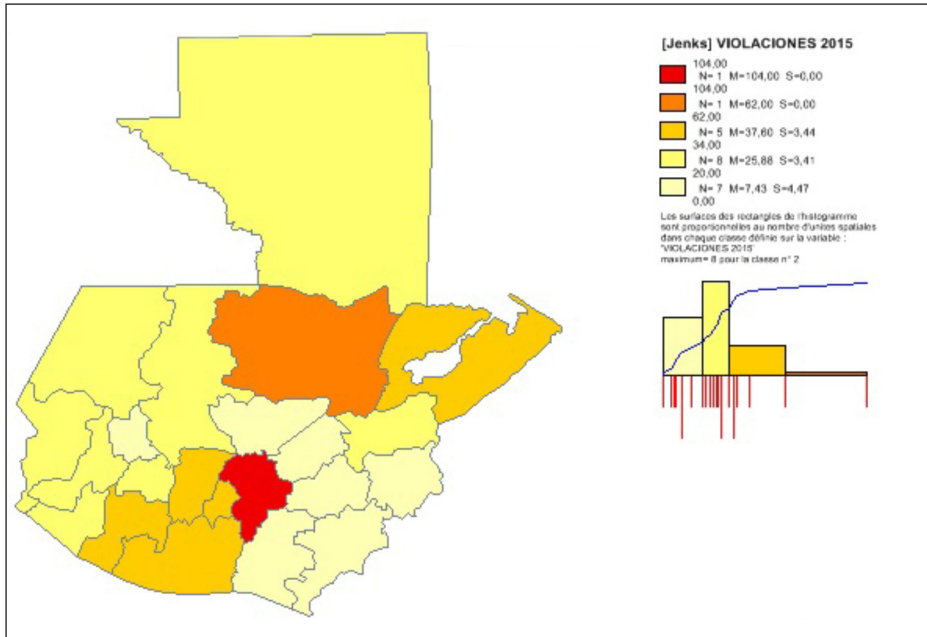 [Jenks] VIOLACIONES 2015
104,00
N= 1 M=104,00 S=0,00
104,00
N= 1 M=62,00 S=0,00
62,00
N= 5 M=37,60 S=3,44
34,00
N= 8 M=25,88 S=3,41
20,00
N= 7 M=7,43 S=4,47
0,00
Les surfaces des rectangles de l'histogramme
sont proportionnelles au nombre d'unites spatiales
dans chaque classe définie sur la variable :
'VIOLACIONES 2015'
maximum= 8 pour la classe n° 2